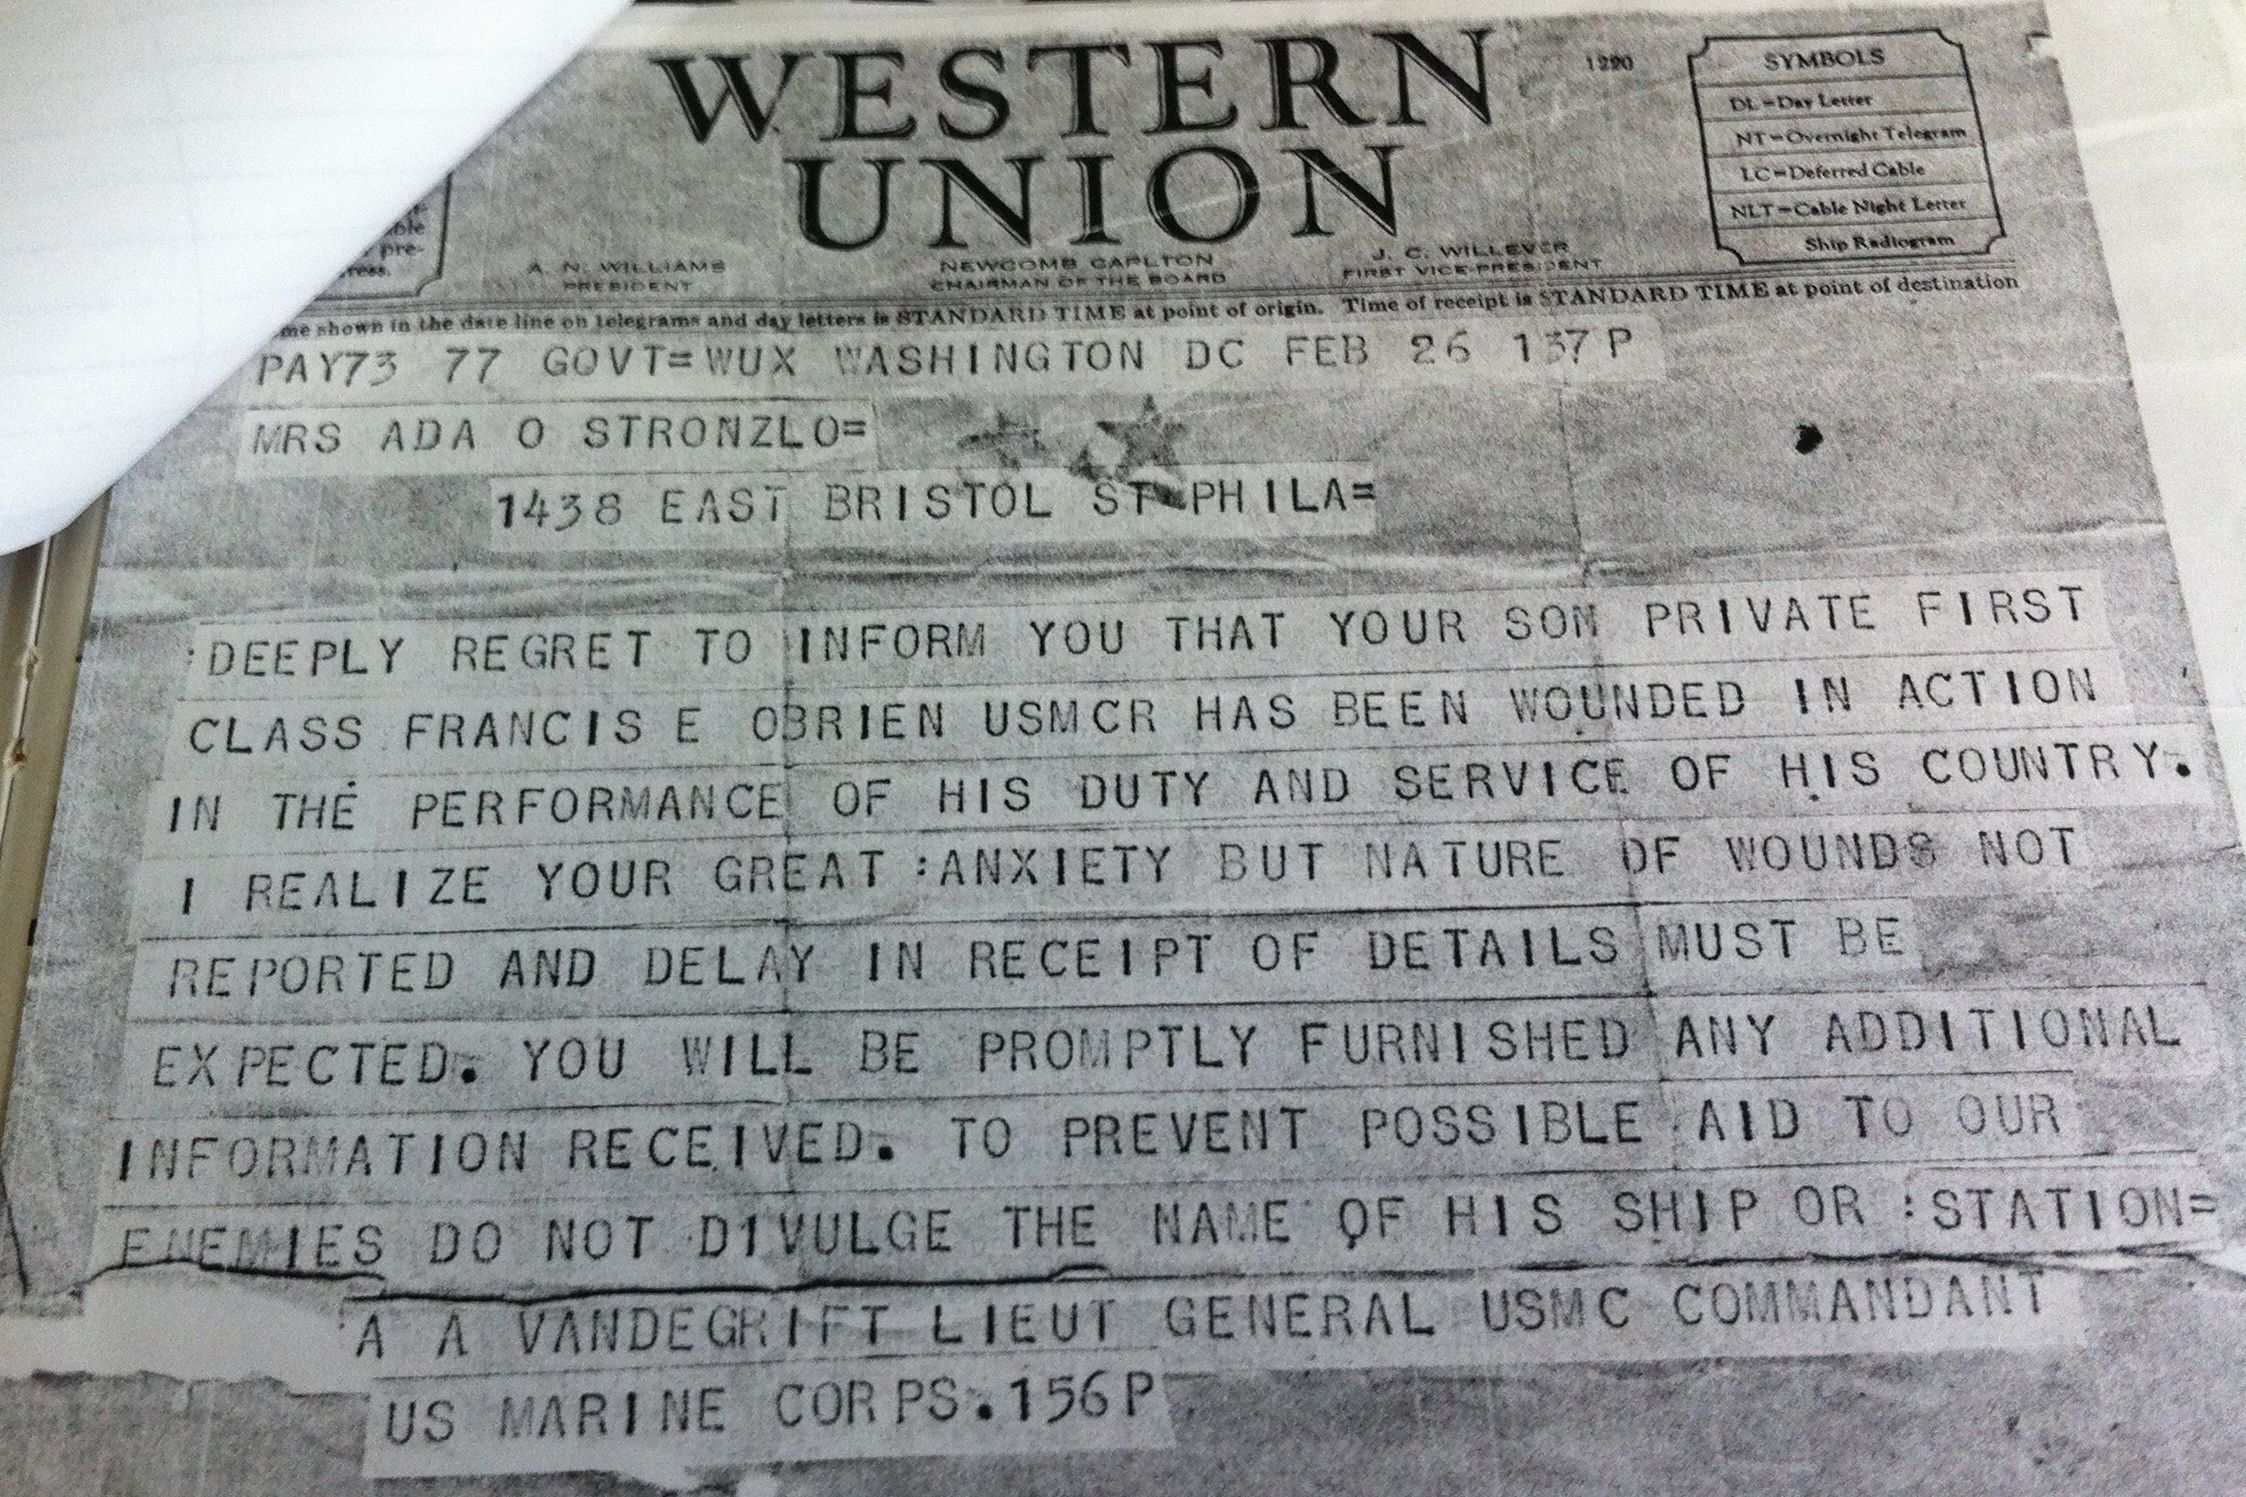 WESTERN
UNION
1220
SYMBOLS
DL=Day Letter
NT=Overnight Telegram
LC=Deferred Cable
NLT=Cable Night Letter
Ship Radiogram
ble
pre-
ress.
A. N. WILLIAMS
PRESIDENT
NEWCOMB CARLTON
CHAIRMAN OF THE BOARD
J. C. WILLEVER
FIRST VICE-PRESIDENT
me shown in the date line on telegrams and day letters is STANDARD TIME at point of origin. Time of receipt is STANDARD TIME at point of destination
PAY73 77 GOVT=WUX WASHINGTON DC FEB 26 137P
MRS ADA O STRONZLO=
1438 EAST BRISTOL ST PHILA=
:DEEPLY REGRET TO INFORM YOU THAT YOUR SON PRIVATE FIRST
CLASS FRANCIS E OBRIEN USMCR HAS BEEN WOUNDED IN ACTION
IN THE PERFORMANCE OF HIS DUTY AND SERVICE OF HIS COUNTRY.
I REALIZE YOUR GREAT :ANXIETY BUT NATURE OF WOUNDS NOT
REPORTED AND DELAY IN RECEIPT OF DETAILS MUST BE
EXPECTED. YOU WILL BE PROMPTLY FURNISHED ANY ADDITIONAL
INFORMATION RECEIVED. TO PREVENT POSSIBLE AID TO OUR
ENEMIES DO NOT D1VULGE THE NAME OF HIS SHIP OR :STATION=
A A VANDEGRIFT LIEUT GENERAL USMC COMMANDANT
US MARINE CORPS.156P